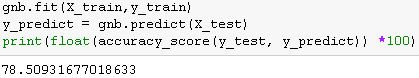 gnb.fit(X_train,y_train)
y_predict = gnb.predict(X_test)
print(float(accuracy_score(y_test, y_predict)) *100)
78.50931677018633